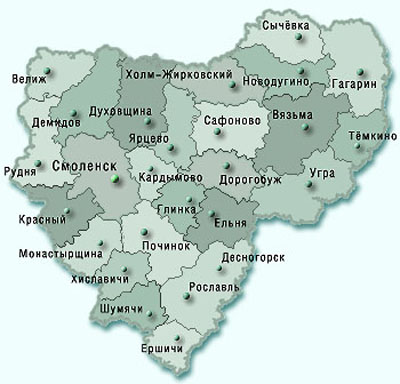 Сычёвка
Холм-Жирковский
Велиж
Новодугино
Гагарин
Духовщина
Демидов
Сафоново
Вязьма
Ярцево
Тёмкино
Рудня
Смоленск
Кардымово
Дорогобуж
Угра
Глинка
Красный
Ельня
Монастырщина
Починок
Десногорск
Хиславичи
Рославль
Шумячи
Ершичи